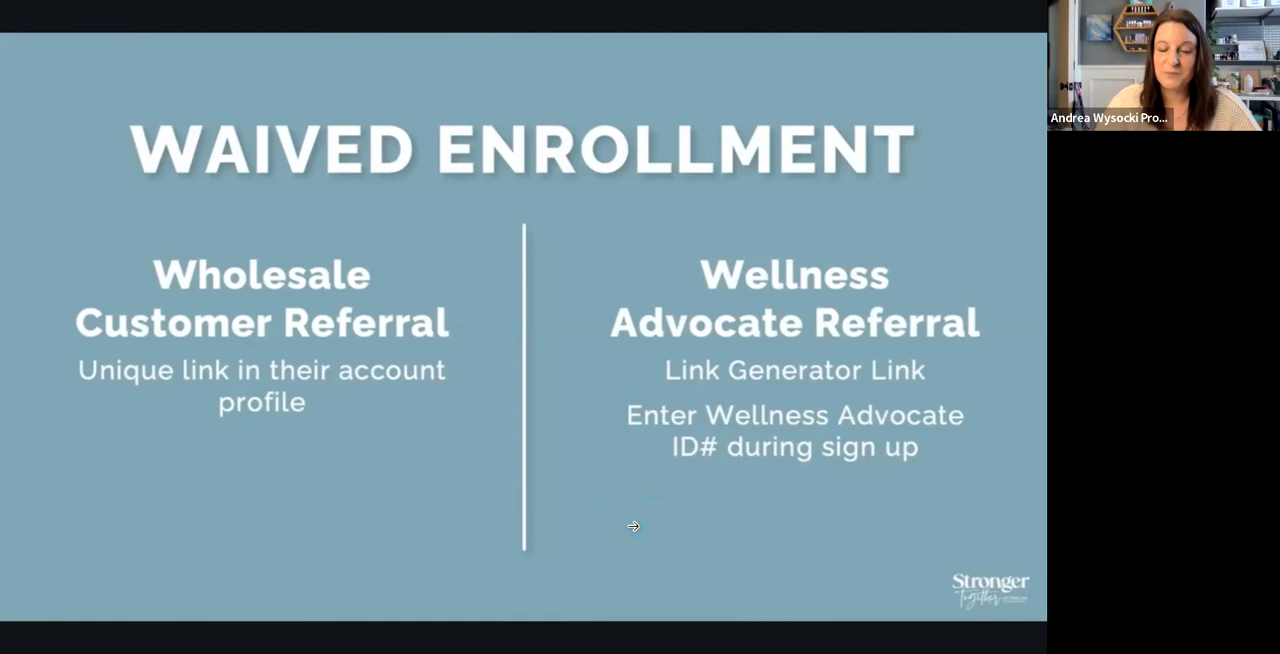 WAIVED ENROLLMENT
Wholesale
Customer Referral
Unique link in their account
profile
Wellness
Advocate Referral
Link Generator Link
Enter Wellness Advocate
ID# during sign up
Stronger
Together
Andrea Wysocki Pro...